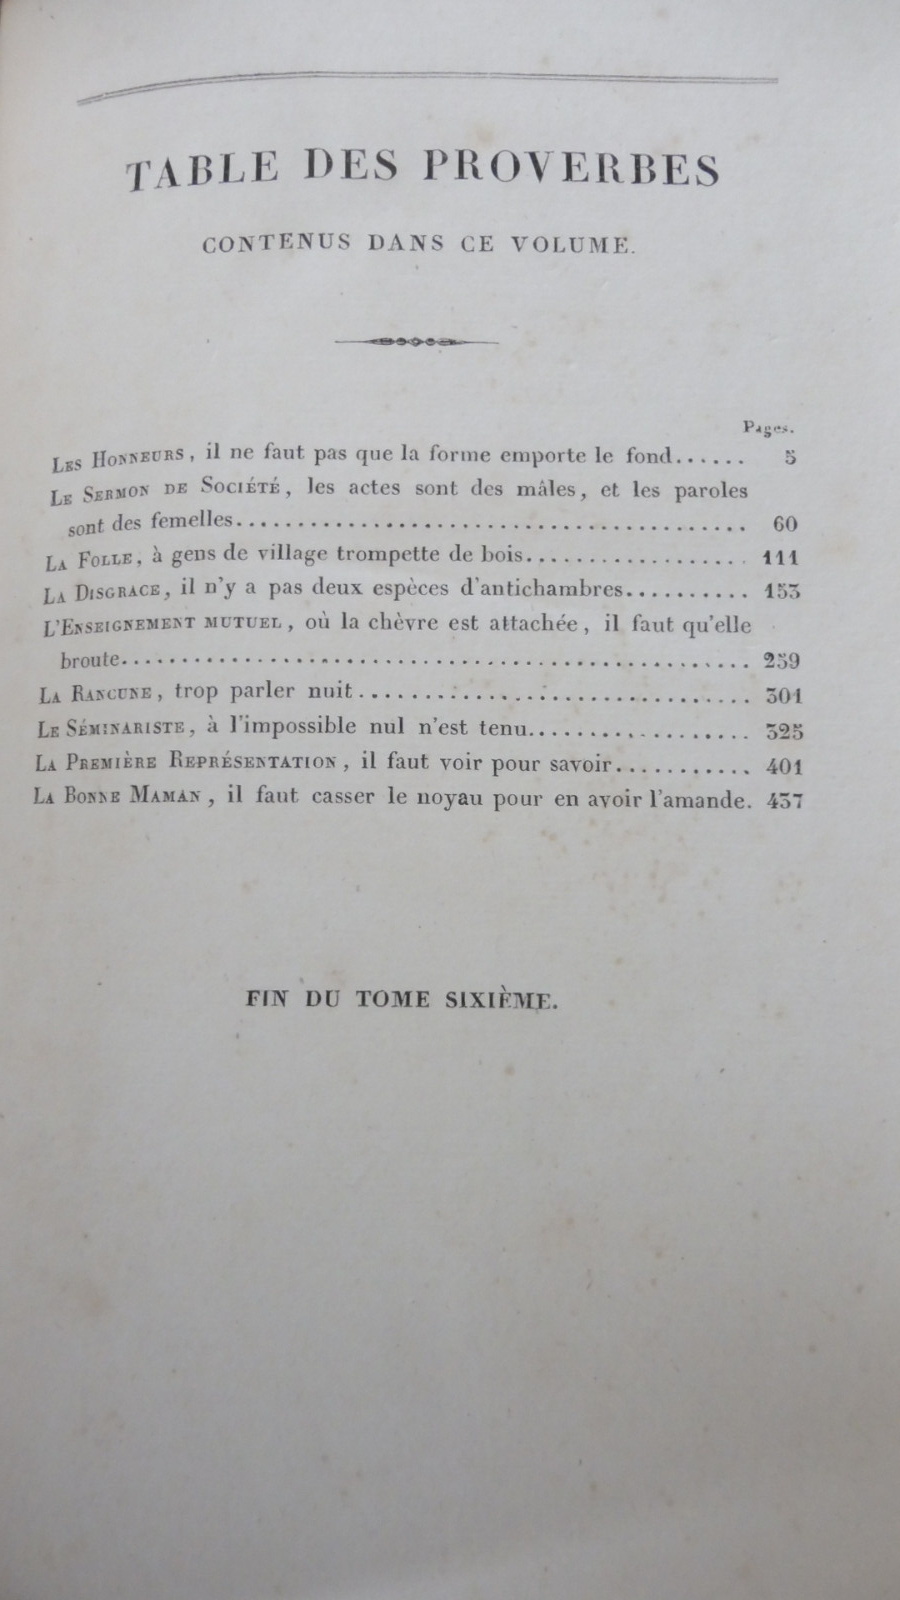 TABLE DES PROVERBES
CONTENUS DANS CE VOLUME.
Pages.
LES HONNEURS, il ne faut pas que la forme emporte le fond...... 5
LE SERMON DE SOCIÉTÉ, les actes sont des mâles, et les paroles
sont des femelles........................................ 60
LA FOLLE, à gens de village trompette de bois.................. 111
LA DISGRACE, il n'y a pas deux espèces d'antichambres.......... 153
L'ENSEIGNEMENT MUTUEL, où la chèvre est attachée, il faut qu'elle
broute.................................................. 259
LA RANCUNE, trop parler nuit................................. 301
LE SÉMINARISTE, à l'impossible nul n'est tenu.................. 325
LA PREMIÈRE REPRÉSENTATION, il faut voir pour savoir........... 401
LA BONNE MAMAN, il faut casser le noyau pour en avoir l'amande. 437
FIN DU TOME SIXIÈME.